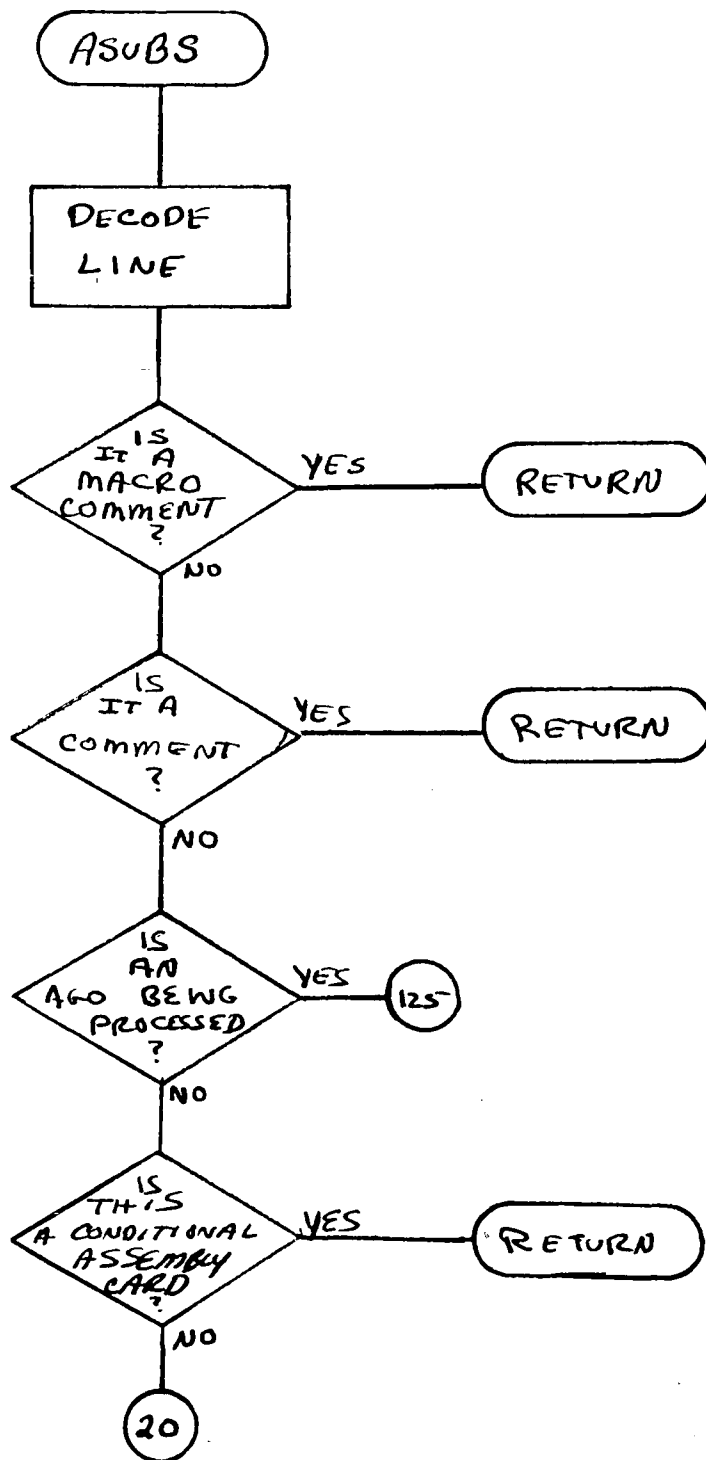 ASUBS
DECODE
LINE
IS
IT A
MACRO
COMMENT
?
YES
RETURN
NO
IS
IT A
COMMENT
?
YES
RETURN
NO
IS
AN
AGO BEING
PROCESSED
?
YES
125
NO
IS
THIS
A CONDITIONAL
ASSEMBLY
CARD
?
YES
RETURN
NO
20